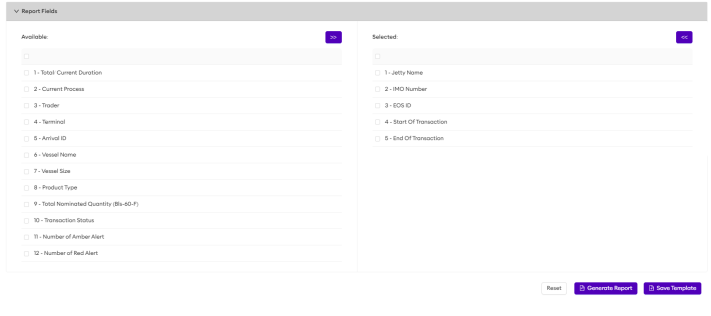 Report Fields
Available:
>>
1 - Total Current Duration
2 - Current Process
3 - Trader
4 - Terminal
5 - Arrival ID
6 - Vessel Name
7 - Vessel Size
8 - Product Type
9 - Total Nominated Quantity (Bls-60-F)
10 - Transaction Status
11 - Number of Amber Alert
12 - Number of Red Alert
Selected:
<<
1 - Jetty Name
2 - IMO Number
3 - EOS ID
4 - Start Of Transaction
5 - End Of Transaction
Reset
Generate Report
Save Template